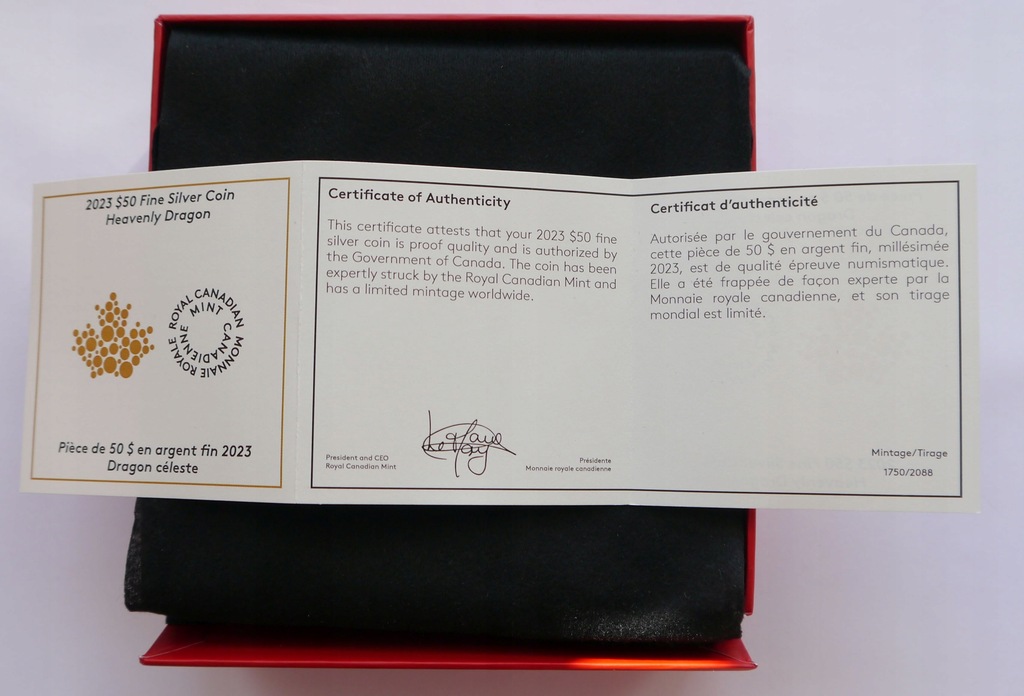 2023 $50 Fine Silver Coin
Heavenly Dragon
ROYAL CANADIAN MINT
MONNAIE ROYALE CANADIENNE
Pièce de 50 $ en argent fin 2023
Dragon céleste
Certificate of Authenticity
This certificate attests that your 2023 $50 fine
silver coin is proof quality and is authorized by
the Government of Canada. The coin has been
expertly struck by the Royal Canadian Mint and
has a limited mintage worldwide.
President and CEO
Royal Canadian Mint
Présidente
Monnaie royale canadienne
Certificat d'authenticité
Autorisée par le gouvernement du Canada,
cette pièce de 50 $ en argent fin, millésimée
2023, est de qualité épreuve numismatique.
Elle a été frappée de façon experte par la
Monnaie royale canadienne, et son tirage
mondial est limité.
Mintage/Tirage
1750/2088